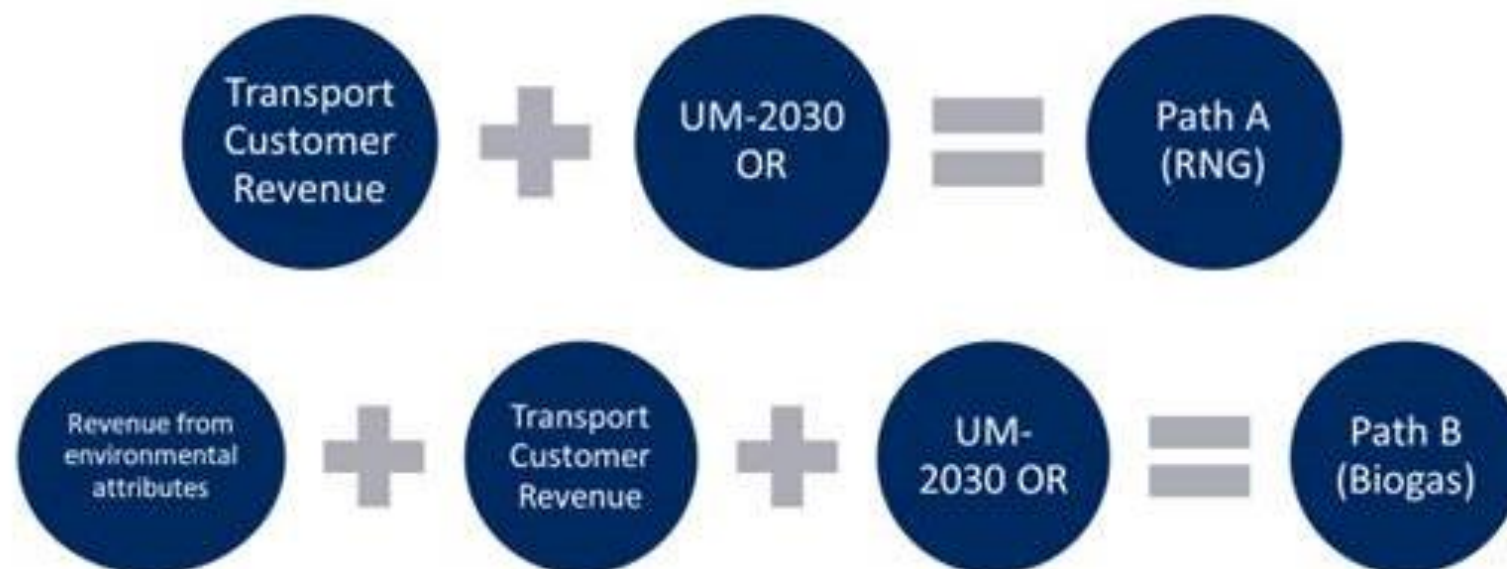 Transport
Customer
Revenue
UM-2030
OR
Path A
(RNG)
Revenue from
environmental
attributes
Transport
Customer
Revenue
UM-
2030 OR
Path B
(Biogas)